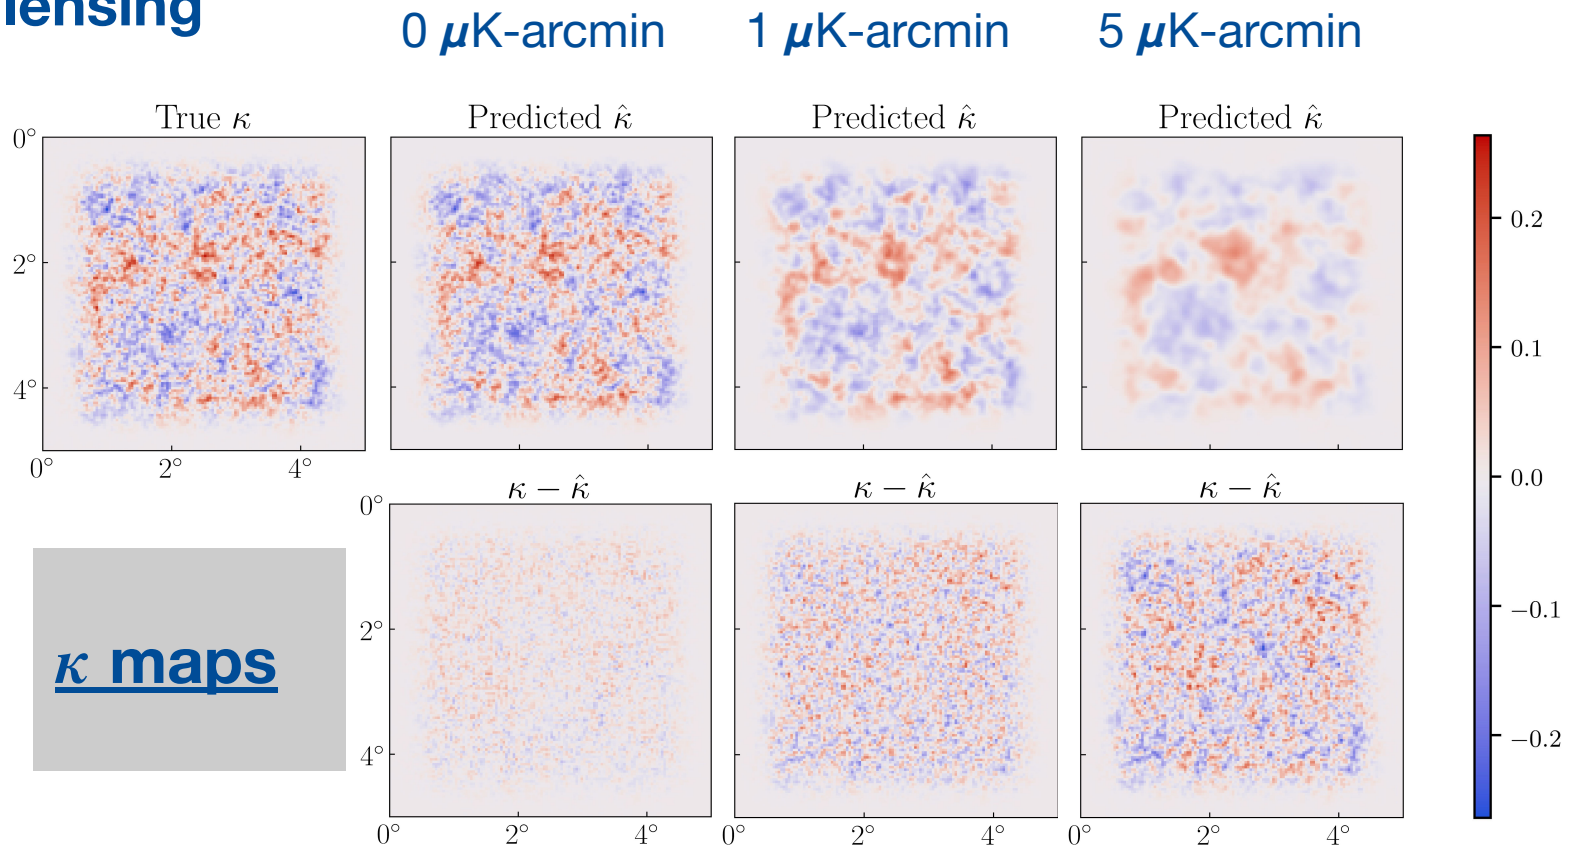 lensing
0 μK-arcmin
1 μK-arcmin
5 μK-arcmin
True κ
Predicted κ̂
Predicted κ̂
Predicted κ̂
0°
2°
4°
0°
2°
4°
0.2
0.1
0.0
−0.1
−0.2
κ maps
κ − κ̂
κ − κ̂
κ − κ̂
0°
2°
4°
0°
2°
4°
0°
2°
4°
0°
2°
4°